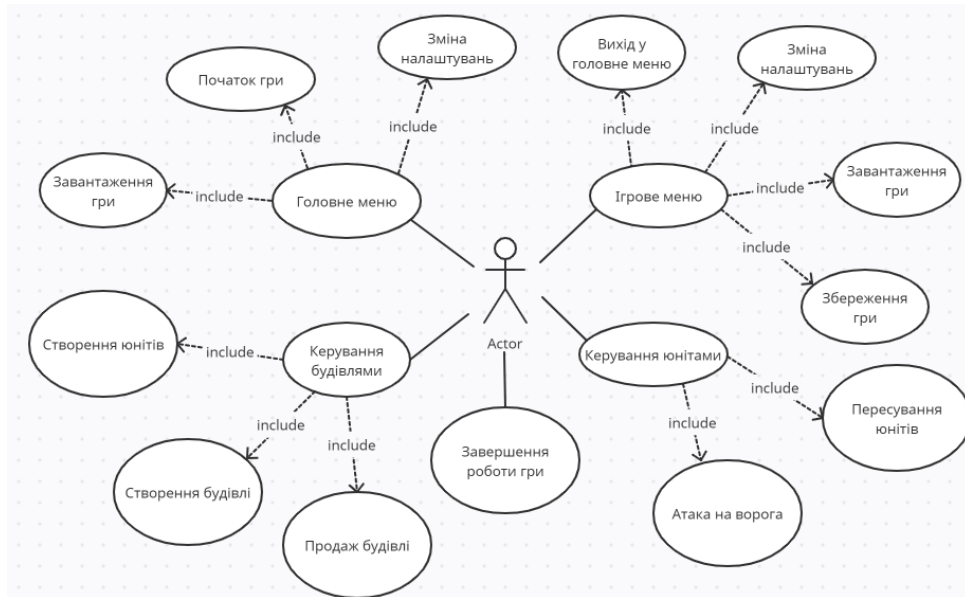 Зміна
налаштувань
Вихід у
головне меню
Зміна
налаштувань
Початок гри
include
include
include
include
Завантаження
гри
include
Головне меню
Ігрове меню
include
Завантаження
гри
include
Збереження
гри
Actor
Створення юнітів
include
Керування
будівлями
Керування юнітами
include
Пересування
юнітів
include
include
include
Завершення
роботи гри
Створення будівлі
Продаж будівлі
Атака на ворога